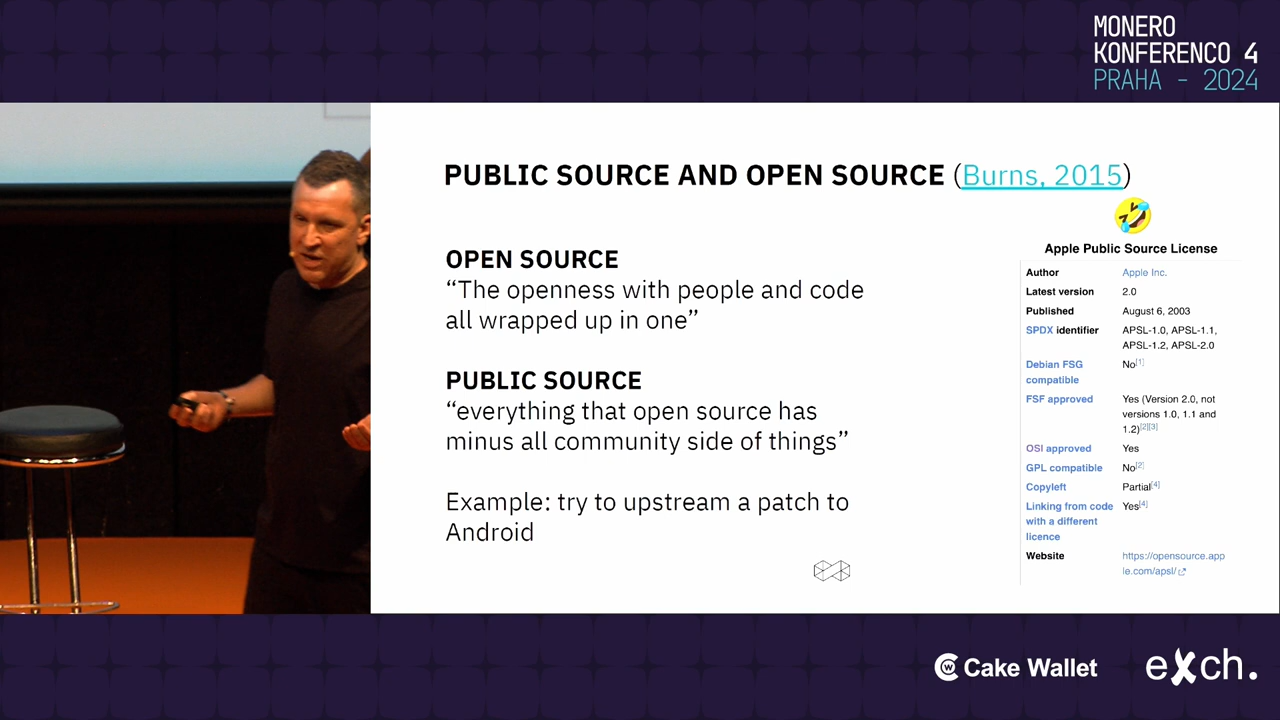 MONERO
KONFERENCO 4
PRAHA - 2024
PUBLIC SOURCE AND OPEN SOURCE (Burns, 2015)
OPEN SOURCE
“The openness with people and code
all wrapped up in one”
PUBLIC SOURCE
“everything that open source has
minus all community side of things”
Example: try to upstream a patch to
Android
Apple Public Source License
Author Apple Inc.
Latest version 2.0
Published August 6, 2003
SPDX identifier APSL-1.0, APSL-1.1,
APSL-1.2, APSL-2.0
Debian FSG No[1]
compatible
FSF approved Yes (Version 2.0, not
versions 1.0, 1.1 and
1.2)[2][3]
OSI approved Yes
GPL compatible No[2]
Copyleft Partial[4]
Linking from code Yes[4]
with a different
licence
Website https://opensource.app
le.com/apsl/
CW Cake Wallet
eXch.